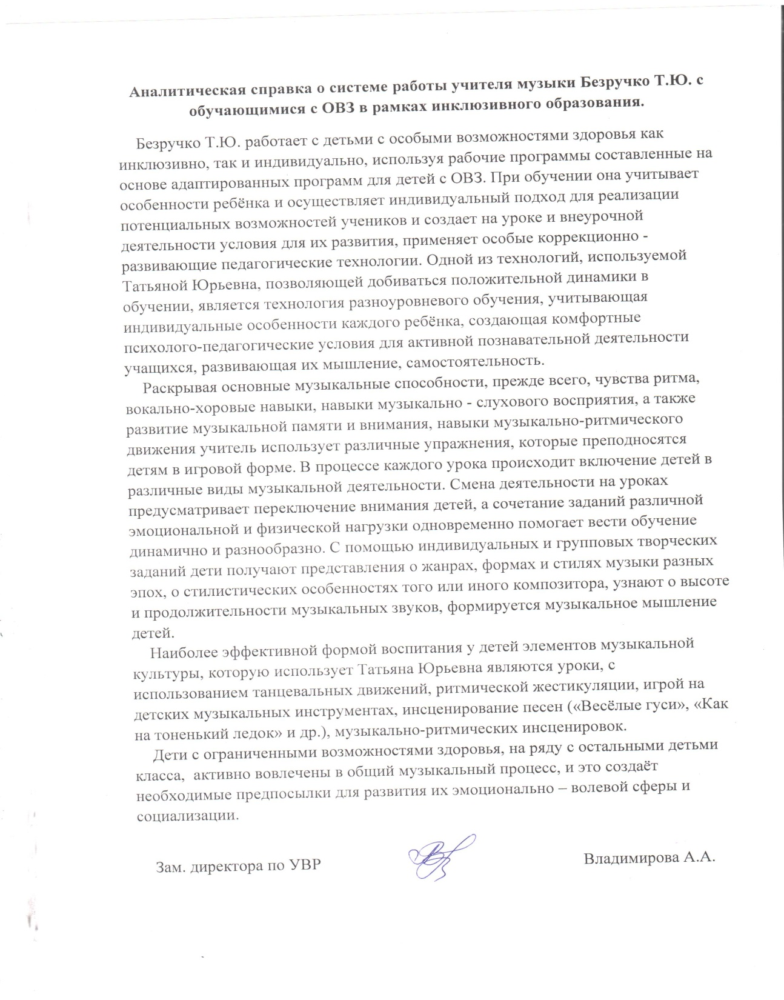 Аналитическая справка о системе работы учителя музыки Безручко Т.Ю. с
обучающимися с ОВЗ в рамках инклюзивного образования.
Безручко Т.Ю. работает с детьми с особыми возможностями здоровья как
инклюзивно, так и индивидуально, используя рабочие программы составленные на
основе адаптированных программ для детей с ОВЗ. При обучении она учитывает
особенности ребёнка и осуществляет индивидуальный подход для реализации
потенциальных возможностей учеников и создает на уроке и внеурочной
деятельности условия для их развития, применяет особые коррекционно -
развивающие педагогические технологии. Одной из технологий, используемой
Татьяной Юрьевна, позволяющей добиваться положительной динамики в
обучении, является технология разноуровневого обучения, учитывающая
индивидуальные особенности каждого ребёнка, создающая комфортные
психолого-педагогические условия для активной познавательной деятельности
учащихся, развивающая их мышление, самостоятельность.
Раскрывая основные музыкальные способности, прежде всего, чувства ритма,
вокально-хоровые навыки, навыки музыкально - слухового восприятия, а также
развитие музыкальной памяти и внимания, навыки музыкально-ритмического
движения учитель использует различные упражнения, которые преподносятся
детям в игровой форме. В процессе каждого урока происходит включение детей в
различные виды музыкальной деятельности. Смена деятельности на уроках
предусматривает переключение внимания детей, а сочетание заданий различной
эмоциональной и физической нагрузки одновременно помогает вести обучение
динамично и разнообразно. С помощью индивидуальных и групповых творческих
заданий дети получают представления о жанрах, формах и стилях музыки разных
эпох, о стилистических особенностях того или иного композитора, узнают о высоте
и продолжительности музыкальных звуков, формируется музыкальное мышление
детей.
Наиболее эффективной формой воспитания у детей элементов музыкальной
культуры, которую использует Татьяна Юрьевна являются уроки, с
использованием танцевальных движений, ритмической жестикуляции, игрой на
детских музыкальных инструментах, инсценирование песен («Весёлые гуси», «Как
на тоненький ледок» и др.), музыкально-ритмических инсценировок.
Дети с ограниченными возможностями здоровья, на ряду с остальными детьми
класса,  активно вовлечены в общий музыкальный процесс, и это создаёт
необходимые предпосылки для развития их эмоционально – волевой сферы и
социализации.
Зам. директора по УВР Владимирова А.А.